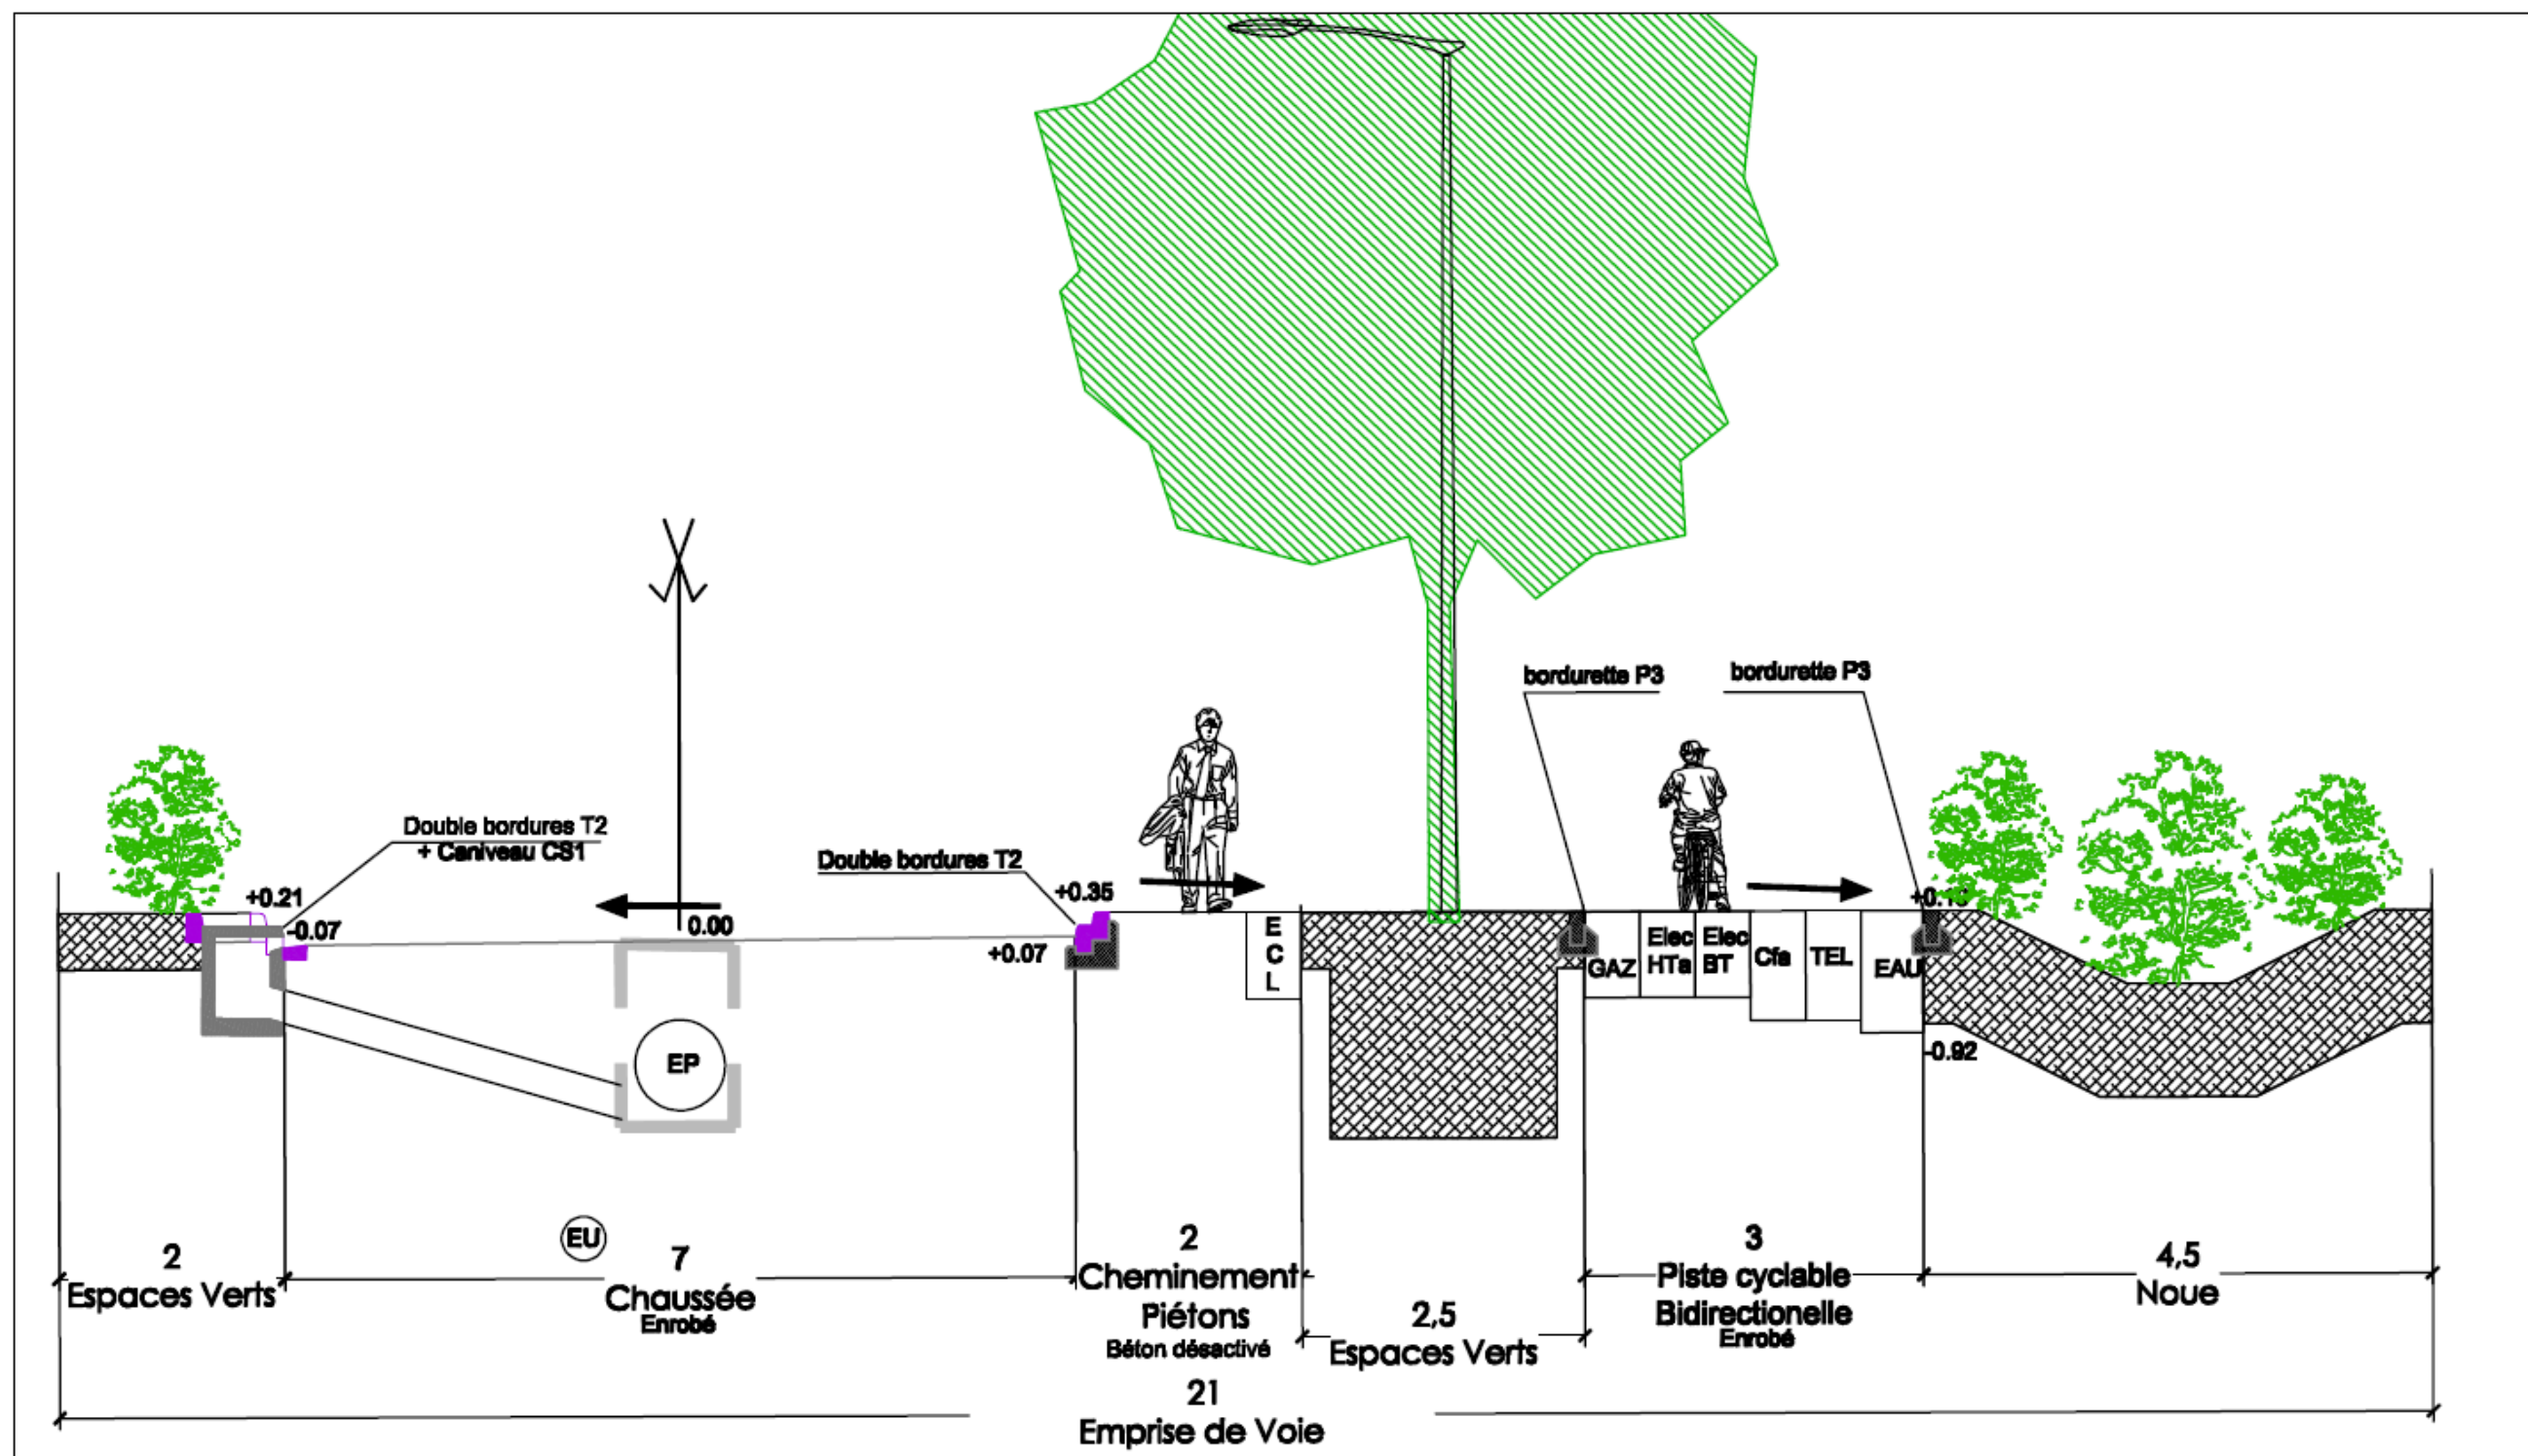 bordurette P3
bordurette P3
Double bordures T2
+ Caniveau CS1
Double bordures T2
+0.21
-0.07
0.00
+0.35
+0.07
E
C
L
GAZ
Elec
HTa
Elec
BT
Cfa
TEL
EAU
-0.92
EP
EU
2
Espaces Verts
7
Chaussée
Enrobé
2
Cheminement
Piétons
Béton désactivé
2,5
Espaces Verts
3
Piste cyclable
Bidirectionelle
Enrobé
4,5
Noue
21
Emprise de Voie